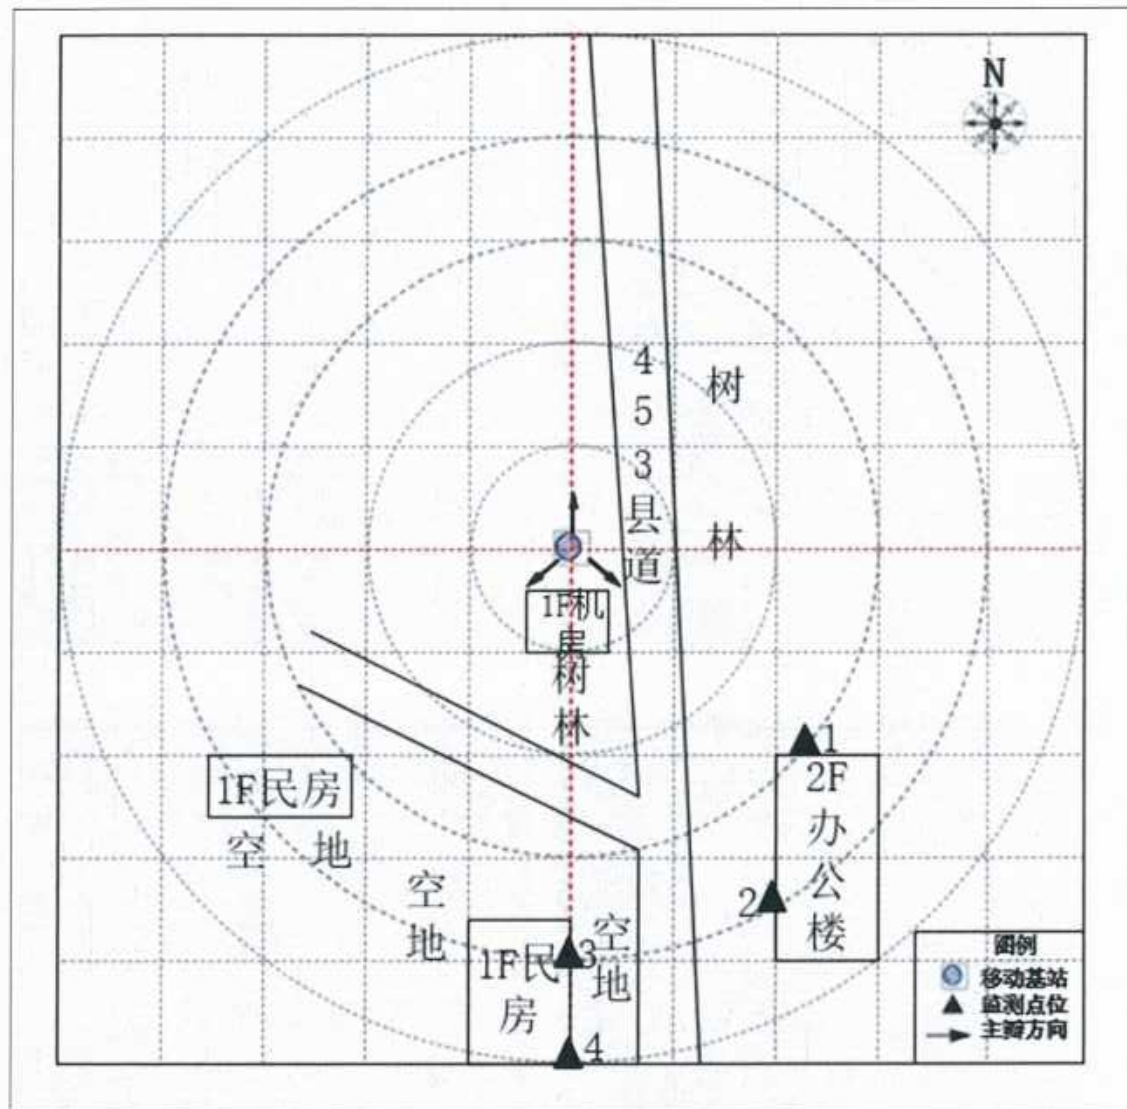 N
4
5
3
县
道
树
林
1F机
房
树
林
1
2F
办
公
楼
1F民房
空 地
空
地
2
3
空
地
1F民
房
4
图例
移动基站
监测点位
主瓣方向